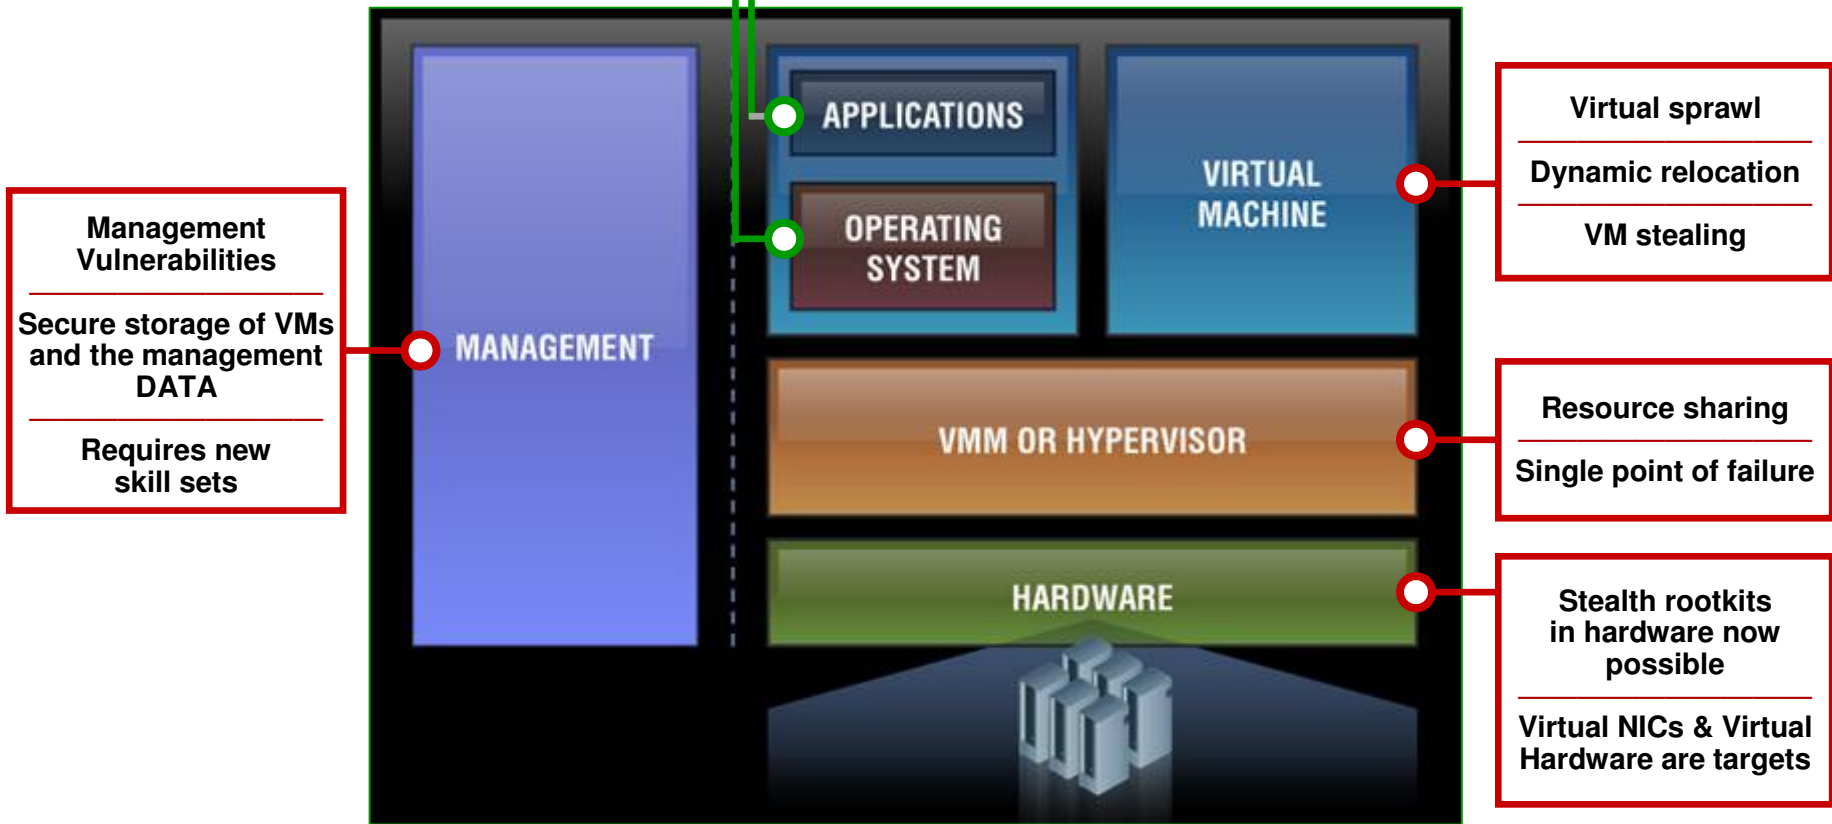 Management
Vulnerabilities
Secure storage of VMs
and the management
DATA
Requires new
skill sets
MANAGEMENT
APPLICATIONS
OPERATING
SYSTEM
VIRTUAL
MACHINE
VMM OR HYPERVISOR
HARDWARE
Virtual sprawl
Dynamic relocation
VM stealing
Resource sharing
Single point of failure
Stealth rootkits
in hardware now
possible
Virtual NICs & Virtual
Hardware are targets